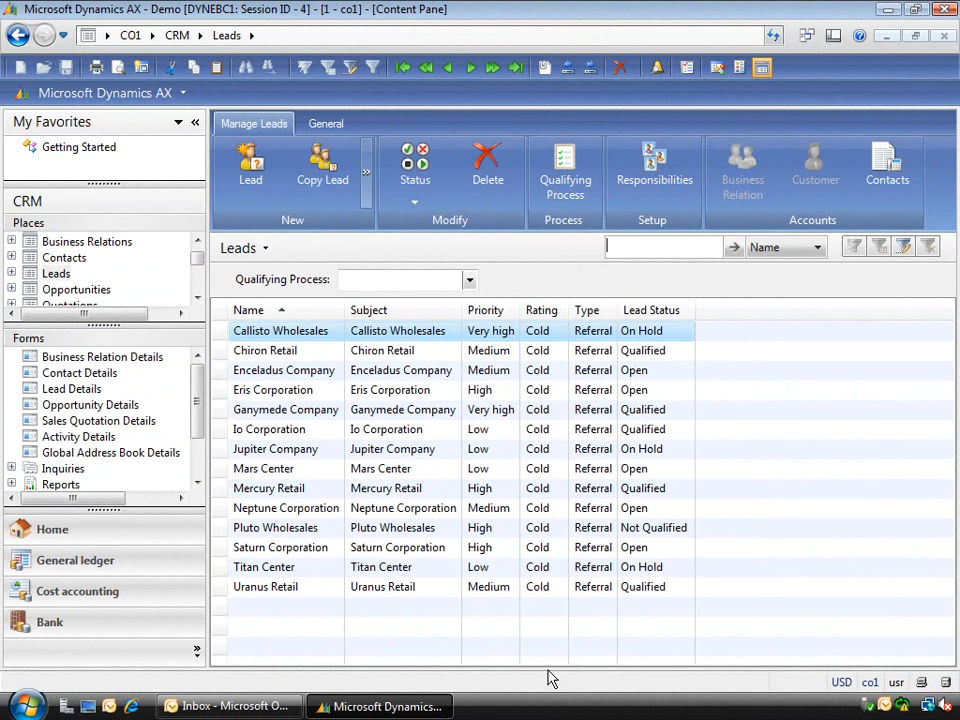 Microsoft Dynamics AX - Demo [DYNEBC1: Session ID - 4] - [1 - co1] - [Content Pane]
CO1 CRM Leads
Microsoft Dynamics AX
My Favorites
Getting Started
CRM
Places
Business Relations
Contacts
Leads
Opportunities
Quotations
Forms
Business Relation Details
Contact Details
Lead Details
Opportunity Details
Sales Quotation Details
Activity Details
Global Address Book Details
Inquiries
Reports
Home
General ledger
Cost accounting
Bank
Manage Leads General
Lead
Copy Lead
New
Status
Delete
Modify
Qualifying
Process
Process
Responsibilities
Setup
Business
Relation
Customer
Contacts
Accounts
Leads
Name
Qualifying Process:
Name Subject Priority Rating Type Lead Status
Callisto Wholesales Callisto Wholesales Very high Cold Referral On Hold
Chiron Retail Chiron Retail Medium Cold Referral Qualified
Enceladus Company Enceladus Company Medium Cold Referral Open
Eris Corporation Eris Corporation High Cold Referral Open
Ganymede Company Ganymede Company Very high Cold Referral Qualified
Io Corporation Io Corporation Low Cold Referral Qualified
Jupiter Company Jupiter Company Low Cold Referral On Hold
Mars Center Mars Center Low Cold Referral Open
Mercury Retail Mercury Retail High Cold Referral Qualified
Neptune Corporation Neptune Corporation Medium Cold Referral Open
Pluto Wholesales Pluto Wholesales High Cold Referral Not Qualified
Saturn Corporation Saturn Corporation High Cold Referral Open
Titan Center Titan Center Low Cold Referral On Hold
Uranus Retail Uranus Retail Medium Cold Referral Qualified
USD co1 usr
Inbox - Microsoft O...
Microsoft Dynamics...